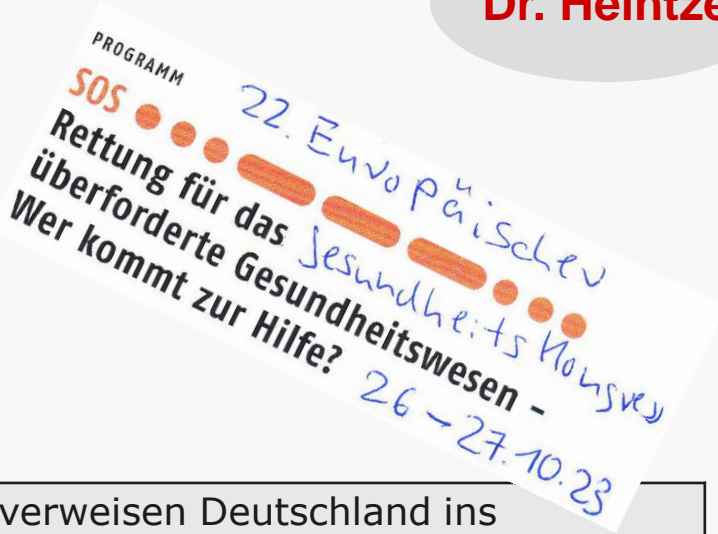 Dr. Heintze
PROGRAMM
SOS
22. Europäischer
Rettung für das
Gesundheitskongress
überforderte Gesundheitswesen –
Wer kommt zur Hilfe?
26–27.10.23
verweisen Deutschland ins